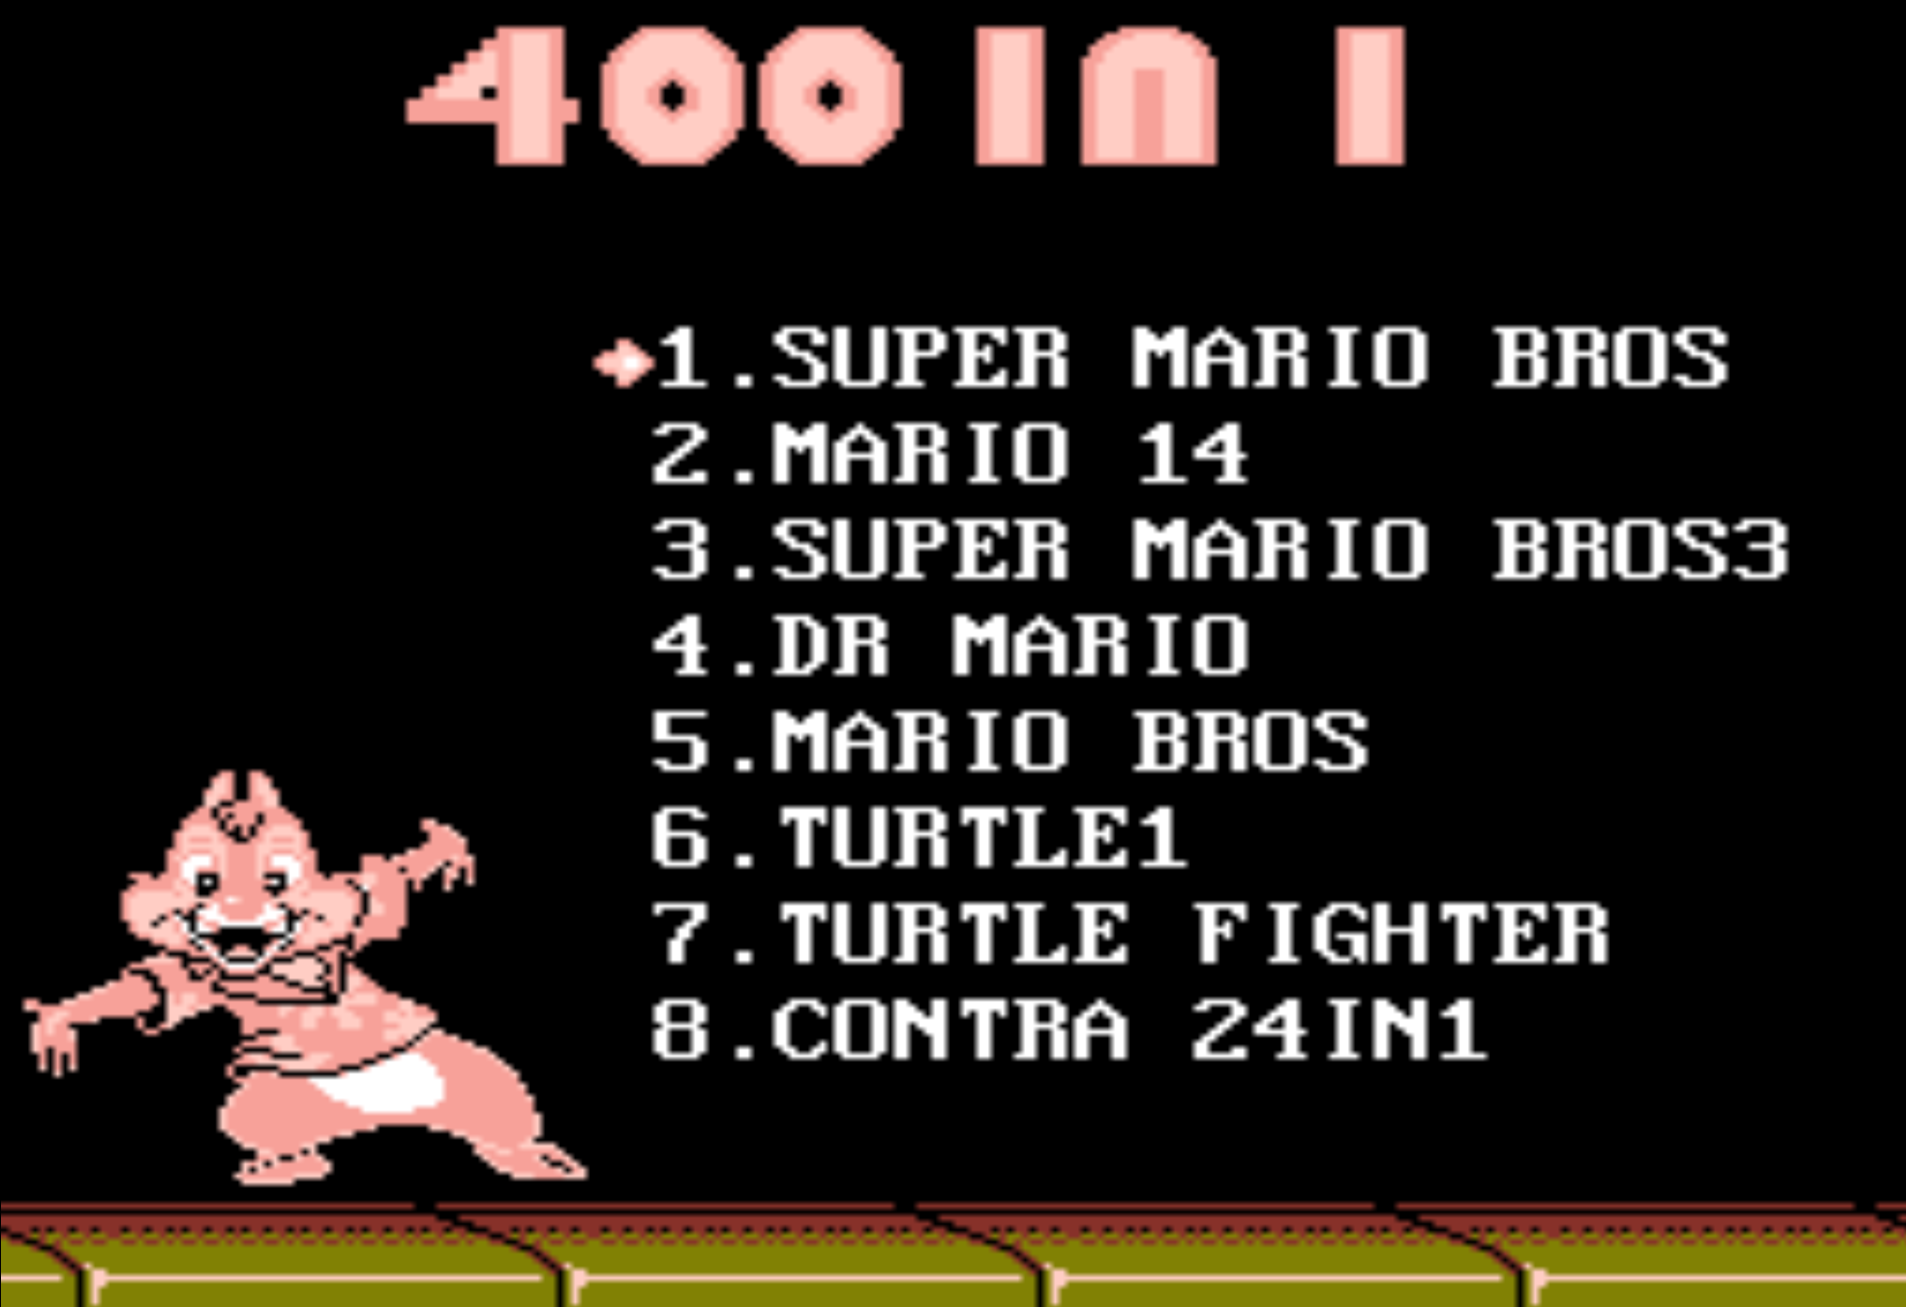 400 IN 1
1.SUPER MARIO BROS
2.MARIO 14
3.SUPER MARIO BROS3
4.DR MARIO
5.MARIO BROS
6.TURTLE1
7.TURTLE FIGHTER
8.CONTRA 24IN1